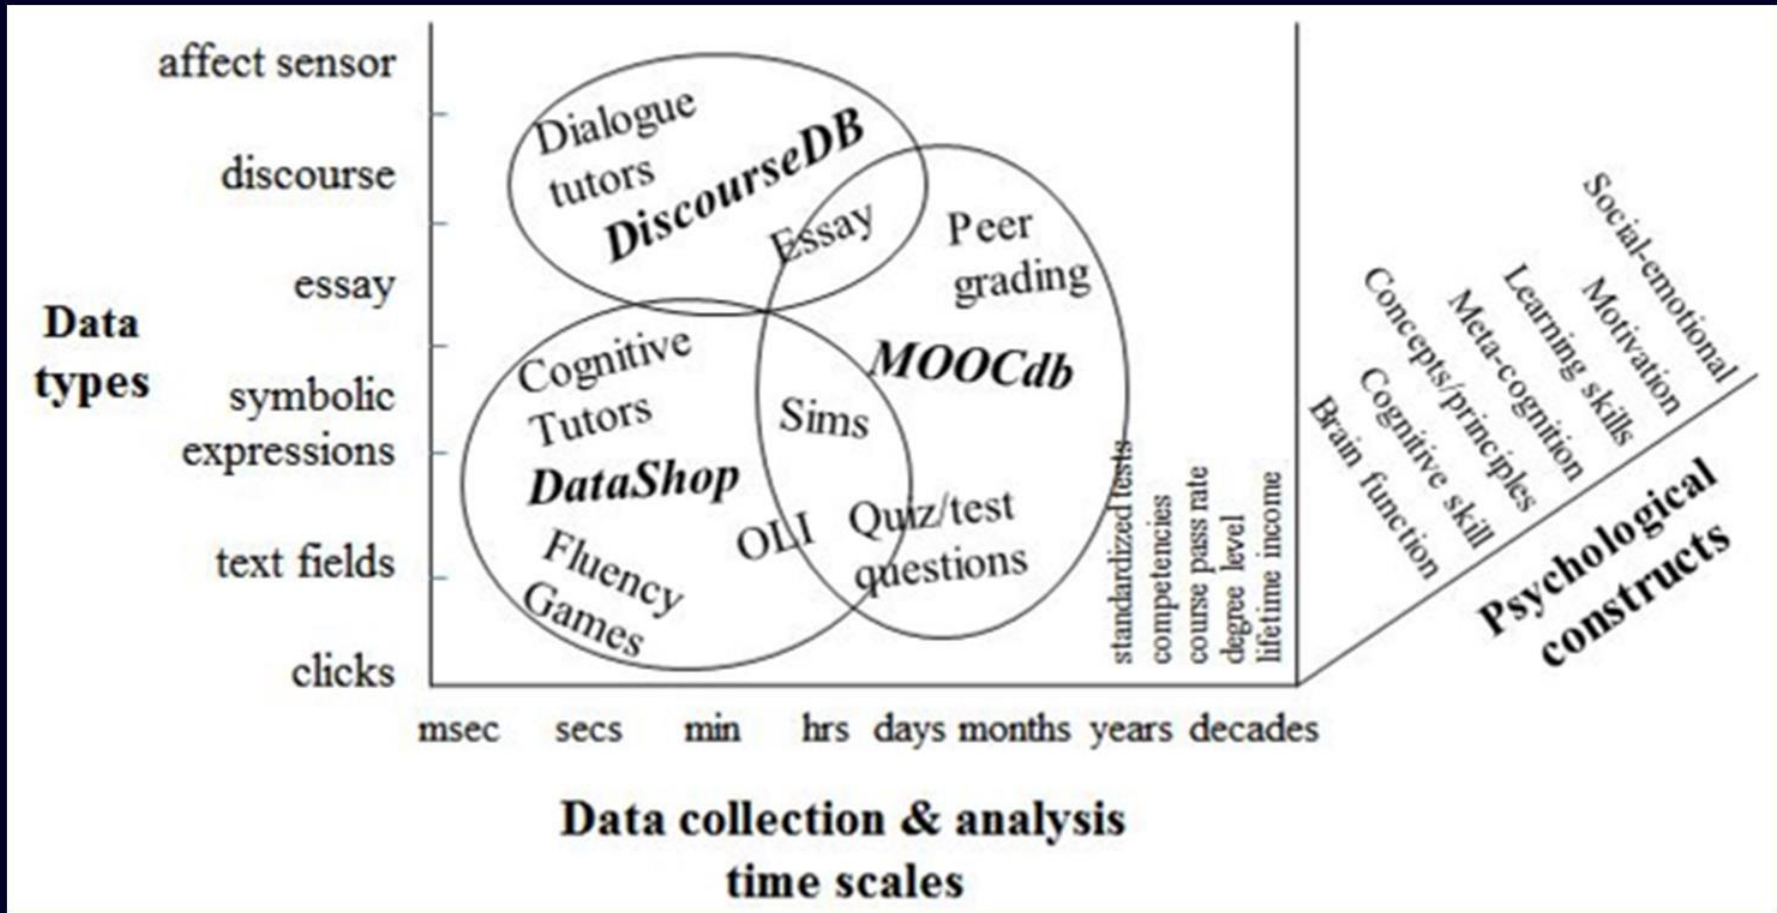 affect sensor
discourse
essay
Data
types
symbolic
expressions
text fields
clicks
Dialogue
tutors
DiscourseDB
Essay
Peer
grading
MOOCdb
Cognitive
Tutors
DataShop
Sims
OLI
Quiz/test
questions
Fluency
Games
standardized tests
competencies
course pass rate
degree level
lifetime income
msec secs min hrs days months years decades
Data collection & analysis
time scales
Brain function
Cognitive skill
Concepts/principles
Meta-cognition
Learning skills
Motivation
Social-emotional
Psychological
constructs